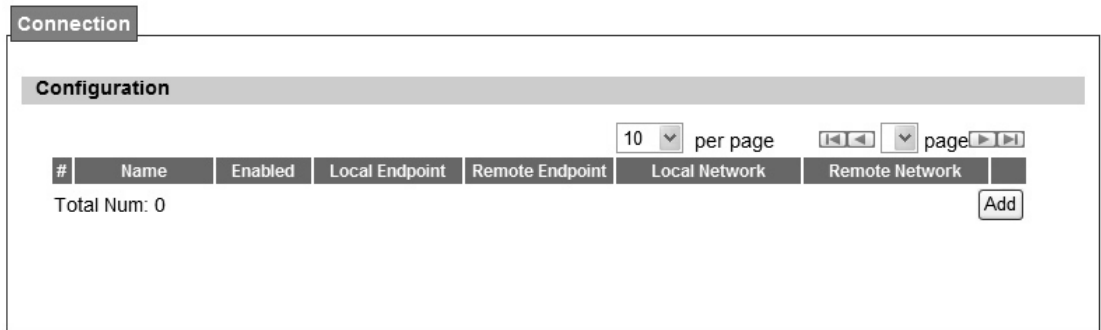 Connection
Configuration
10 per page page
# Name Enabled Local Endpoint Remote Endpoint Local Network Remote Network
Total Num: 0 Add